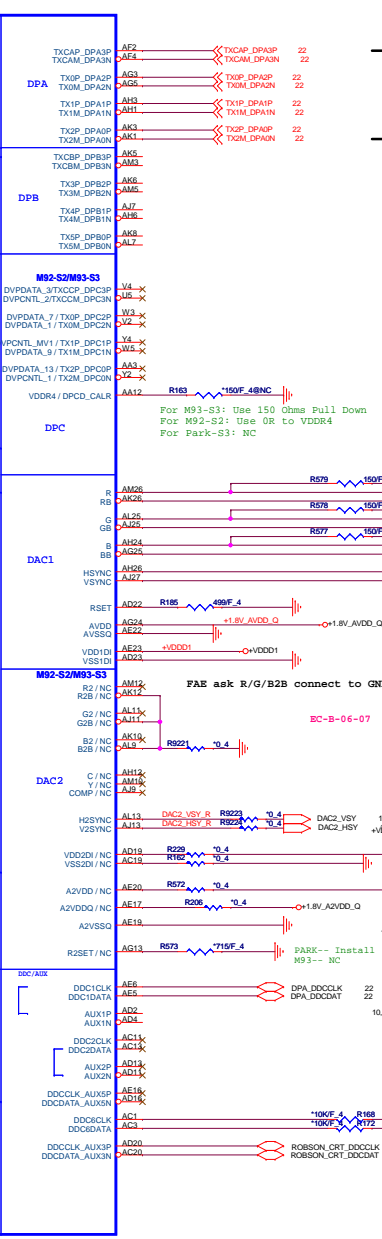 TXCAP_DPA3P AF2 TXCAP_DPA3P 22
TXCAM_DPA3N AF4 TXCAM_DPA3N 22
DPA
TX0P_DPA2P AG3 TX0P_DPA2P 22
TX0M_DPA2N AG5 TX0M_DPA2N 22
TX1P_DPA1P AH3 TX1P_DPA1P 22
TX1M_DPA1N AH1 TX1M_DPA1N 22
TX2P_DPA0P AK3 TX2P_DPA0P 22
TX2M_DPA0N AK1 TX2M_DPA0N 22
TXCBP_DPB3P AK5
TXCBM_DPB3N AM3
TX3P_DPB2P AK6
TX3M_DPB2N AM5
DPB
TX4P_DPB1P AJ7
TX4M_DPB1N AH6
TX5P_DPB0P AK8
TX5M_DPB0N AL7
M92-S2/M93-S3
DVPDATA_3/TXCCP_DPC3P V4
DVPCNTL_2/TXCCM_DPC3N U5
DVPDATA_7 / TX0P_DPC2P W3
DVPDATA_1 / TX0M_DPC2N V2
VPCNTL_MV1 / TX1P_DPC1P Y4
DVPDATA_9 / TX1M_DPC1N W5
DVPDATA_13 / TX2P_DPC0P AA3
DVPCNTL_1 / TX2M_DPC0N Y2
VDDR4 / DPCD_CALR AA12 R163 *150/F_4@NC
For M93-S3: Use 150 Ohms Pull Down
For M92-S2: Use 0R to VDDR4
DPC
For Park-S3: NC
R579 150/F
R AM26
RB AK26
R578 150/F
G AL25
GB AJ25
R577 150/F
B AH24
BB AG25
DAC1
HSYNC AH26
VSYNC AJ27
RSET AD22 R185 499/F_4
AVDD AG24 +1.8V_AVDD_Q +1.8V_AVDD_Q
AVSSQ AE22
VDD1DI AE23 +VDDD1 +VDDD1
VSS1DI AD23
M92-S2/M93-S3
R2 / NC AM12
R2B / NC AK12
FAE ask R/G/B2B connect to GN
G2 / NC AL11
G2B / NC AJ11
EC-B-06-07
B2 / NC AK10
B2B / NC AL9 R9221 *0_4
DAC2
C / NC AH12
Y / NC AM10
COMP / NC AJ9
H2SYNC AL13 DAC2_VSY_R R9223 *0_4 DAC2_VSY 1
V2SYNC AJ13 DAC2_HSY_R R9224 *0_4 DAC2_HSY
VDD2DI / NC AD19 R229 *0_4
VSS2DI / NC AC19 R162 *0_4
A2VDD / NC AE20 R572 *0_4
A2VDDQ / NC AE17 R206 *0_4 +1.8V_A2VDD_Q
A2VSSQ AE19
R2SET / NC AG13 R573 *715/F_4
PARK-- Install
M93-- NC
DDC/AUX
DDC1CLK AE6 DPA_DDCCLK 22
DDC1DATA AE5 DPA_DDCDAT 22
AUX1P AD2
AUX1N AD4
10,
DDC2CLK AC11
DDC2DATA AC13
AUX2P AD13
AUX2N AD11
DDCCLK_AUX5P AE16
DDCDATA_AUX5N AD16
DDC6CLK AC1 *10K/F_4 R168
DDC6DATA AC3 *10K/F_4 R172
DDCCLK_AUX3P AD20 ROBSON_CRT_DDCCLK
DDCDATA_AUX3N AC20 ROBSON_CRT_DDCDAT